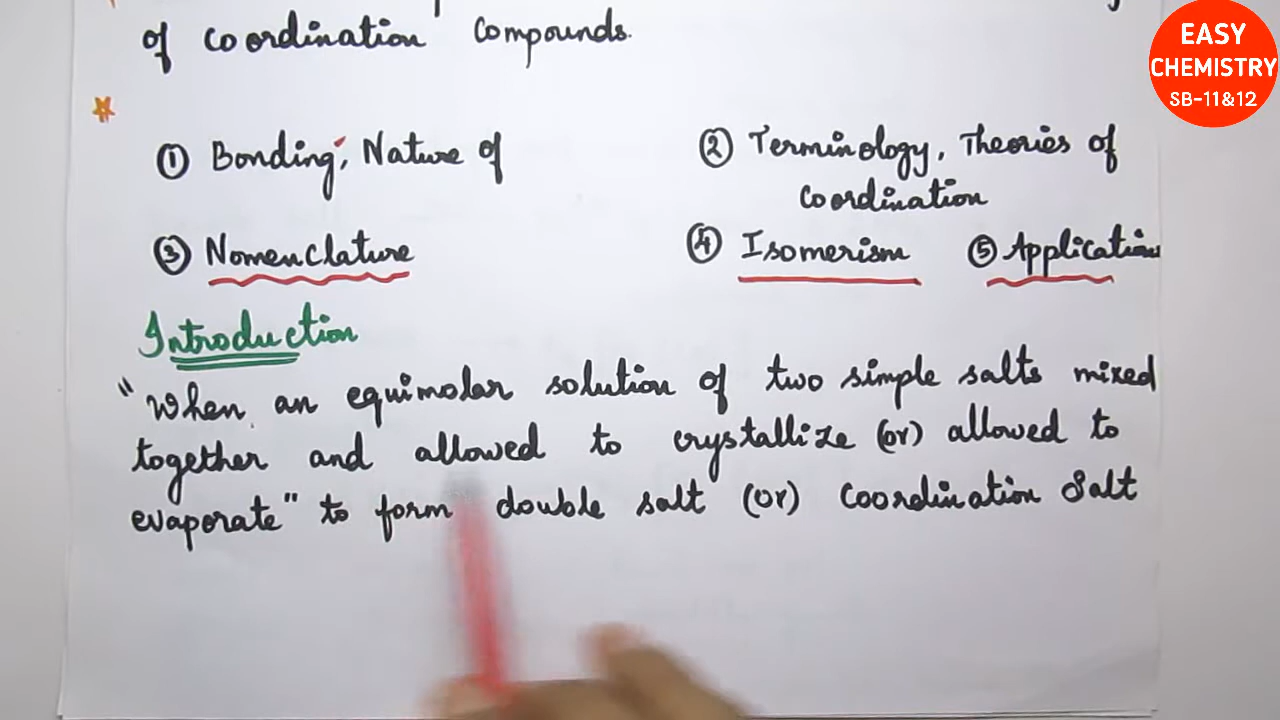 of coordination compounds.
① Bonding, Nature of
② Terminology, Theories of
coordination
③ Nomenclature
④ Isomerism
⑤ Application
Introduction
"When an equimolar solution of two simple salts mixed
together and allowed to crystallize (or) allowed to
evaporate" to form double salt (or) coordination salt
EASY
CHEMISTRY
SB-11&12